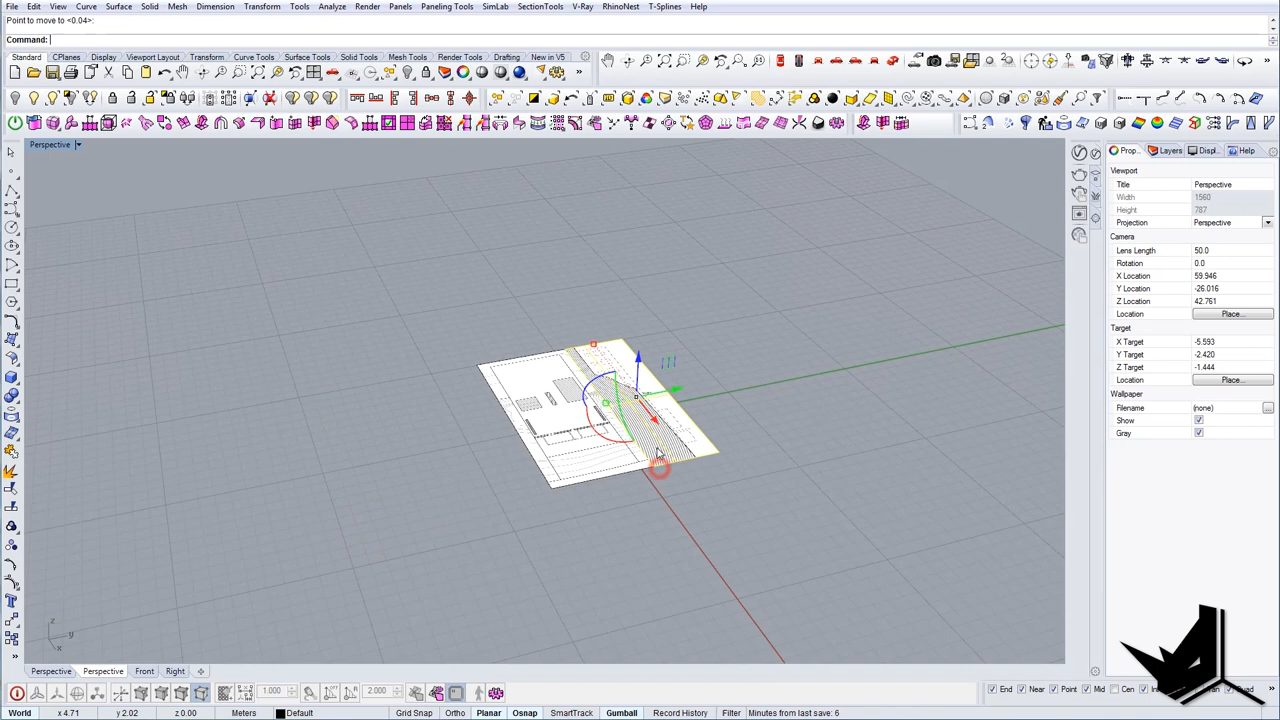 File Edit View Curve Surface Solid Mesh Dimension Transform Tools Analyze Render Panels Paneling Tools SimLab SectionTools V-Ray RhinoNest T-Splines Help
Point to move to <0.04>:
Command:
Standard CPlanes Display Viewport Layout Transform Curve Tools Surface Tools Solid Tools Mesh Tools Render Tools Drafting New in V5
Perspective
Prop... Layers Displ... Help
Viewport
Title Perspective
Width 1560
Height 787
Projection Perspective
Camera
Lens Length 50.0
Rotation 0.0
X Location 59.946
Y Location -26.016
Z Location 42.761
Location Place...
Target
X Target -5.593
Y Target -2.420
Z Target -1.444
Location Place...
Wallpaper
Filename (none) ...
Show
Gray
z
y
x
Perspective Perspective Front Right
1.000 2.000 End Near Point Mid Cen
World x 4.71 y 2.02 z 0.00 Meters Default Grid Snap Ortho Planar Osnap SmartTrack Gumball Record History Filter Minutes from last save: 6